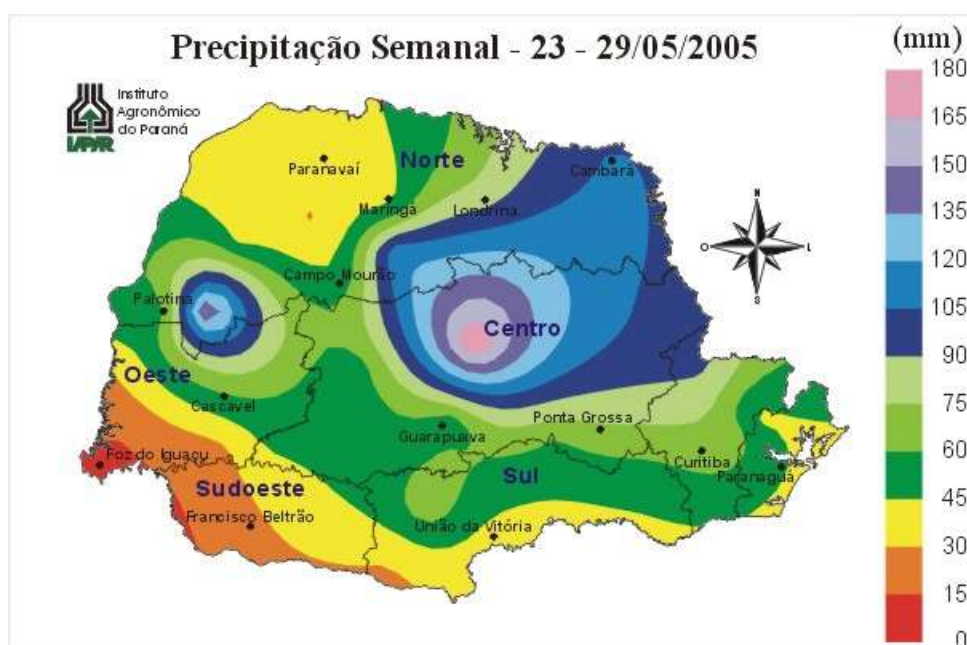 Precipitação Semanal - 23 - 29/05/2005
(mm)
Instituto
Agronômico
do Paraná
IAPAR
180
165
150
135
120
105
90
75
60
45
30
15
0
Paranavaí
Norte
Cambará
Maringá
Londrina
N
O
L
S
Campo Mourão
Palotina
Centro
Oeste
Cascavel
Guarapuava
Ponta Grossa
Foz do Iguaçu
Curitiba
Paranaguá
Sudoeste
Sul
Francisco Beltrão
União da Vitória